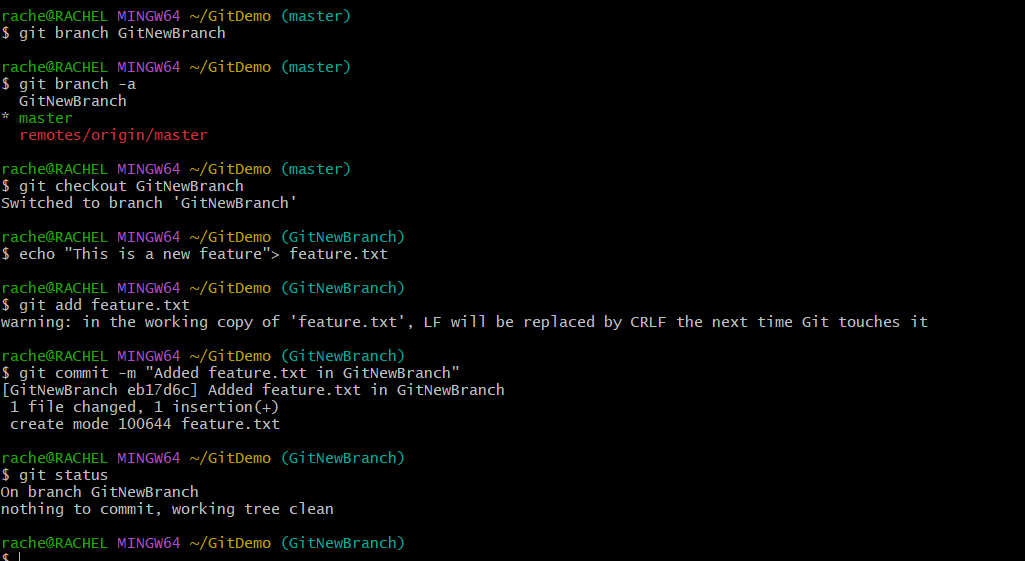 rache@RACHEL MINGW64 ~/GitDemo (master)
$ git branch GitNewBranch

rache@RACHEL MINGW64 ~/GitDemo (master)
$ git branch -a
  GitNewBranch
* master
  remotes/origin/master

rache@RACHEL MINGW64 ~/GitDemo (master)
$ git checkout GitNewBranch
Switched to branch 'GitNewBranch'

rache@RACHEL MINGW64 ~/GitDemo (GitNewBranch)
$ echo "This is a new feature"> feature.txt

rache@RACHEL MINGW64 ~/GitDemo (GitNewBranch)
$ git add feature.txt
warning: in the working copy of 'feature.txt', LF will be replaced by CRLF the next time Git touches it

rache@RACHEL MINGW64 ~/GitDemo (GitNewBranch)
$ git commit -m "Added feature.txt in GitNewBranch"
[GitNewBranch eb17d6c] Added feature.txt in GitNewBranch
 1 file changed, 1 insertion(+)
 create mode 100644 feature.txt

rache@RACHEL MINGW64 ~/GitDemo (GitNewBranch)
$ git status
On branch GitNewBranch
nothing to commit, working tree clean

rache@RACHEL MINGW64 ~/GitDemo (GitNewBranch)
$